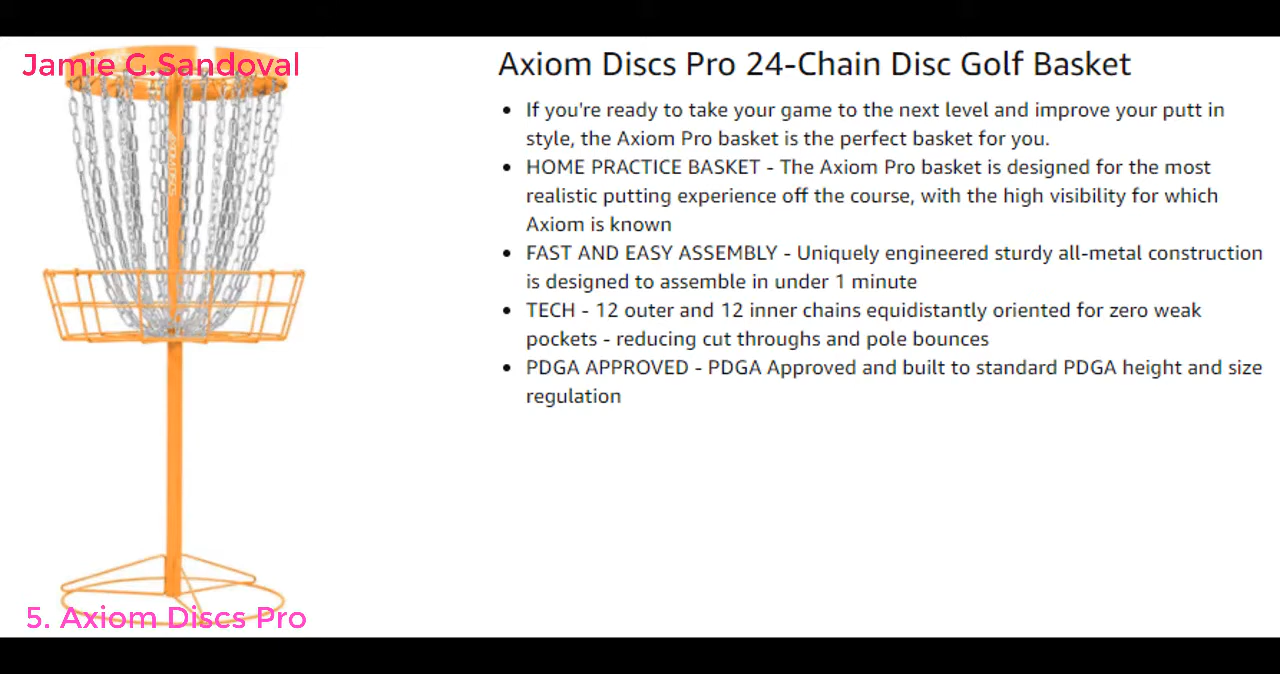 Jamie G.Sandoval
Axiom Discs Pro 24-Chain Disc Golf Basket
• If you're ready to take your game to the next level and improve your putt in
style, the Axiom Pro basket is the perfect basket for you.
• HOME PRACTICE BASKET - The Axiom Pro basket is designed for the most
realistic putting experience off the course, with the high visibility for which
Axiom is known
• FAST AND EASY ASSEMBLY - Uniquely engineered sturdy all-metal construction
is designed to assemble in under 1 minute
• TECH - 12 outer and 12 inner chains equidistantly oriented for zero weak
pockets - reducing cut throughs and pole bounces
• PDGA APPROVED - PDGA Approved and built to standard PDGA height and size
regulation
5. Axiom Discs Pro